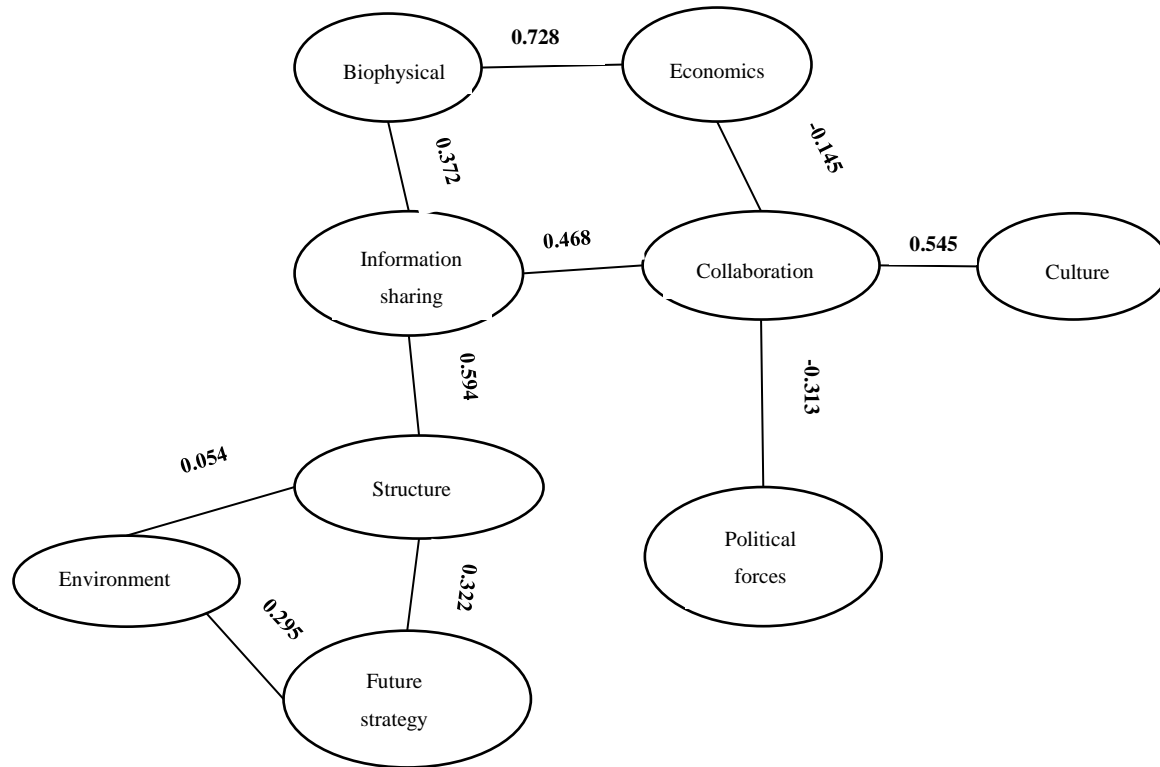 0.728
Biophysical
Economics
-0.145
0.372
0.468
0.545
Information
sharing
Collaboration
Culture
0.594
-0.313
0.054
Structure
Political
forces
Environment
0.322
0.295
Future
strategy